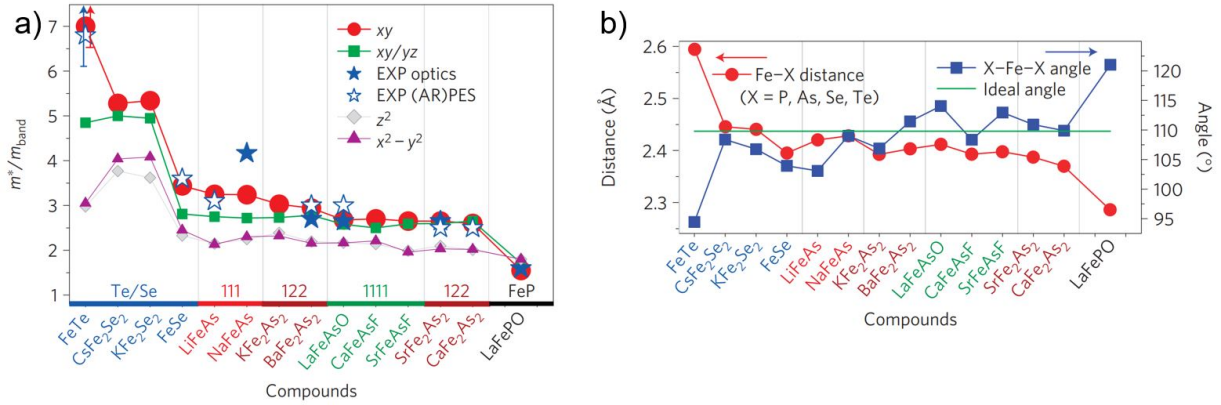 a)
m*/m_band
7
6
5
4
3
2
1
xy
xy/yz
EXP optics
EXP (AR)PES
z²
x² − y²
Te/Se
111
122
1111
122
FeP
FeTe
CsFe₂Se₂
KFe₂Se₂
FeSe
LiFeAs
NaFeAs
KFe₂As₂
BaFe₂As₂
LaFeAsO
CaFeAsF
SrFeAsF
SrFe₂As₂
CaFe₂As₂
LaFePO
Compounds
b)
Distance (Å)
2.6
2.5
2.4
2.3
Fe–X distance
(X = P, As, Se, Te)
X–Fe–X angle
Ideal angle
120
115
110
105
100
95
Angle (°)
FeTe
CsFe₂Se₂
KFe₂Se₂
FeSe
LiFeAs
NaFeAs
KFe₂As₂
BaFe₂As₂
LaFeAsO
CaFeAsF
SrFeAsF
SrFe₂As₂
CaFe₂As₂
LaFePO
Compounds